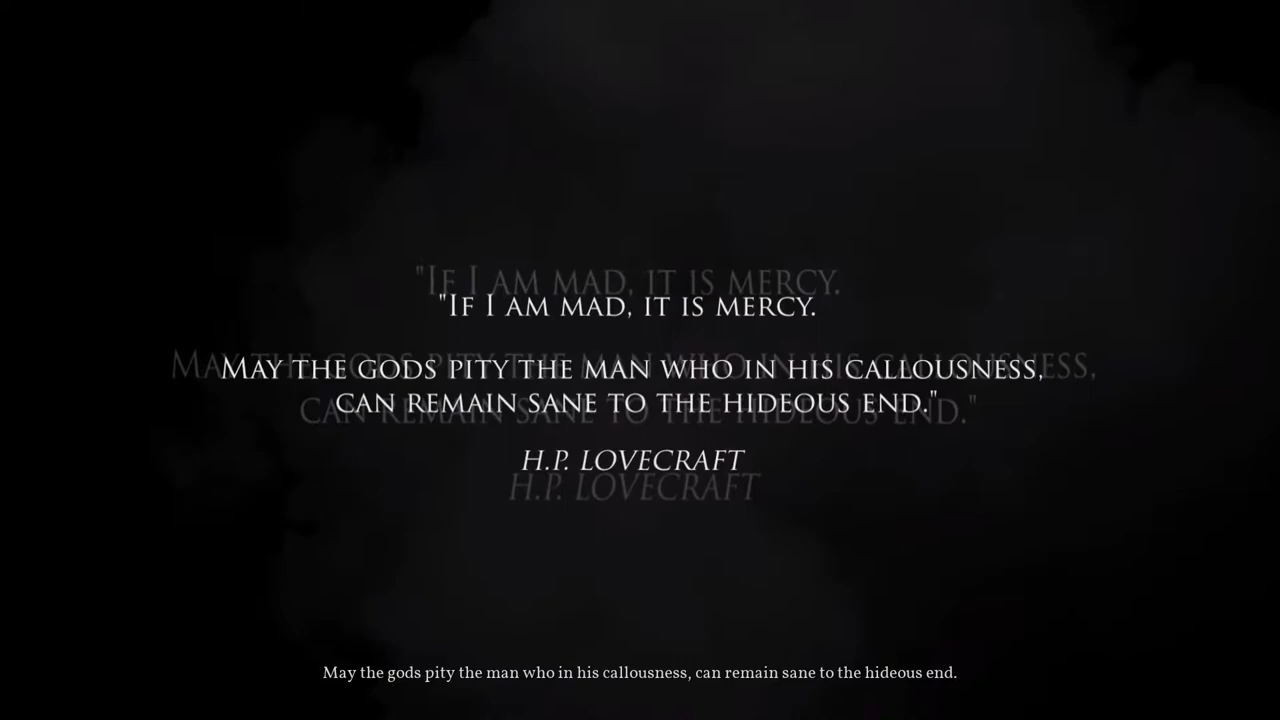 "If I am mad, it is mercy.
May the gods pity the man who in his callousness,
can remain sane to the hideous end."
H.P. LOVECRAFT
May the gods pity the man who in his callousness, can remain sane to the hideous end.